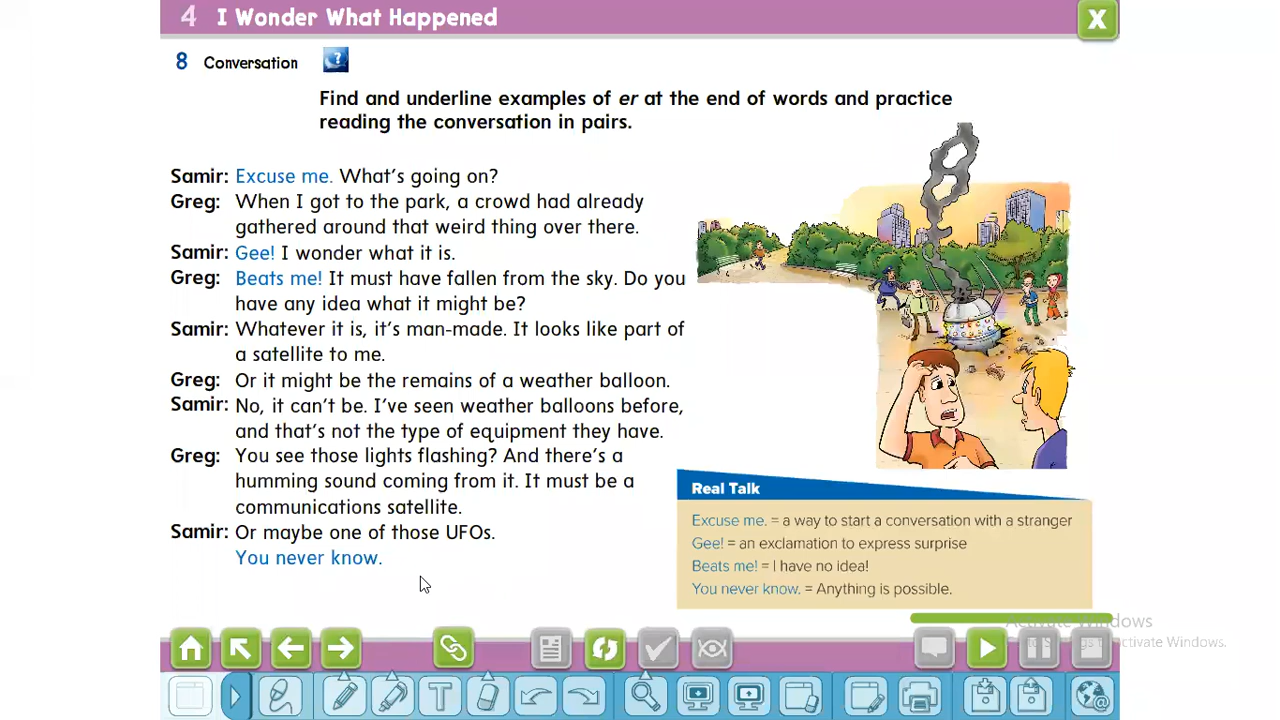 4 I Wonder What Happened
X
8 Conversation
?
Find and underline examples of er at the end of words and practice
reading the conversation in pairs.
Samir: Excuse me. What's going on?
Greg: When I got to the park, a crowd had already
gathered around that weird thing over there.
Samir: Gee! I wonder what it is.
Greg: Beats me! It must have fallen from the sky. Do you
have any idea what it might be?
Samir: Whatever it is, it's man-made. It looks like part of
a satellite to me.
Greg: Or it might be the remains of a weather balloon.
Samir: No, it can't be. I've seen weather balloons before,
and that's not the type of equipment they have.
Greg: You see those lights flashing? And there's a
humming sound coming from it. It must be a
communications satellite.
Samir: Or maybe one of those UFOs.
You never know.
Real Talk
Excuse me. = a way to start a conversation with a stranger
Gee! = an exclamation to express surprise
Beats me! = I have no idea!
You never know. = Anything is possible.
Activate Windows
Activate Windows.
T
@